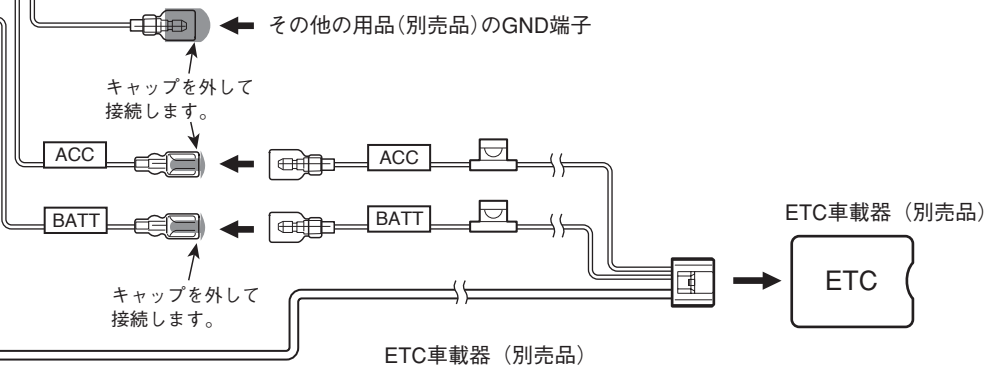 その他の用品（別売品）のGND端子
キャップを外して
接続します。
ACC
ACC
BATT
BATT
ETC車載器（別売品）
ETC
キャップを外して
接続します。
ETC車載器（別売品）